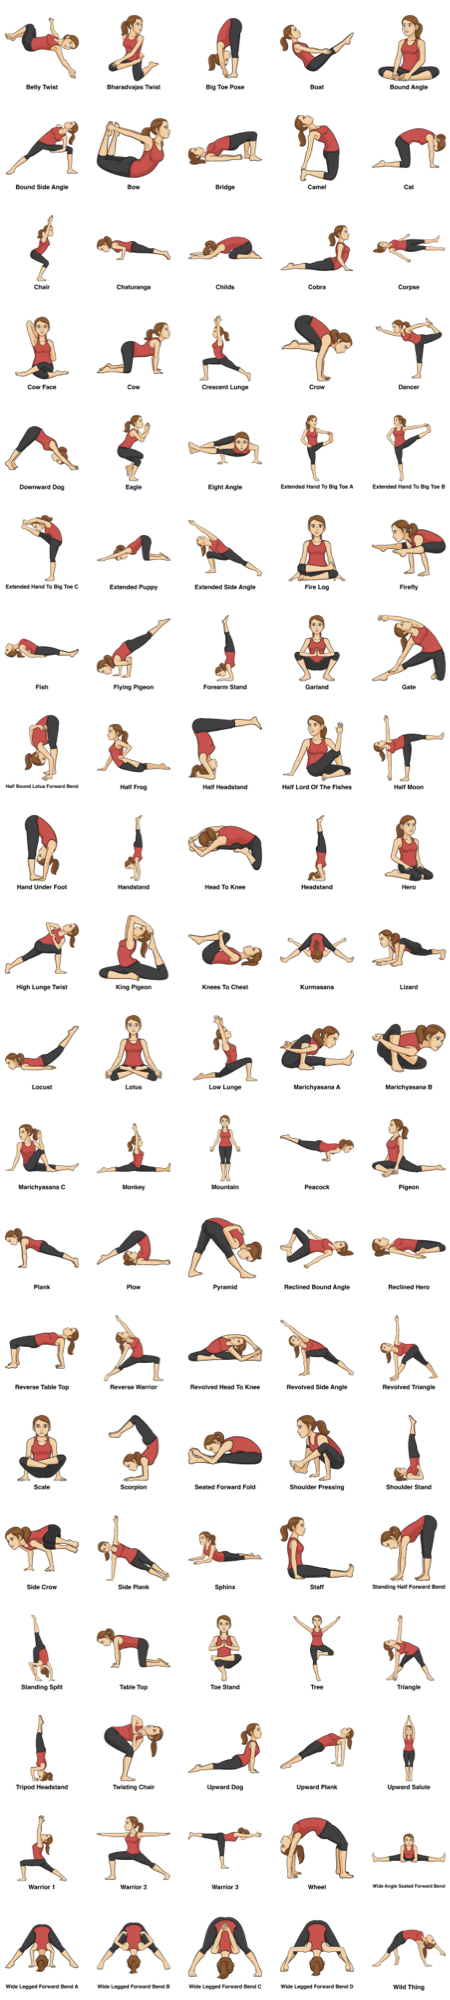 Belly Twist
Bharadvajas Twist
Big Toe Pose
Boat
Bound Angle
Bound Side Angle
Bow
Bridge
Camel
Cat
Chair
Chaturanga
Childs
Cobra
Corpse
Cow Face
Cow
Crescent Lunge
Crow
Dancer
Downward Dog
Eagle
Eight Angle
Extended Hand To Big Toe A
Extended Hand To Big Toe B
Extended Hand To Big Toe C
Extended Puppy
Extended Side Angle
Fire Log
Firefly
Fish
Flying Pigeon
Forearm Stand
Garland
Gate
Half Bound Lotus Forward Bend
Half Frog
Half Headstand
Half Lord Of The Fishes
Half Moon
Hand Under Foot
Handstand
Head To Knee
Headstand
Hero
High Lunge Twist
King Pigeon
Knees To Chest
Kurmasana
Lizard
Locust
Lotus
Low Lunge
Marichyasana A
Marichyasana B
Marichyasana C
Monkey
Mountain
Peacock
Pigeon
Plank
Plow
Pyramid
Reclined Bound Angle
Reclined Hero
Reverse Table Top
Reverse Warrior
Revolved Head To Knee
Revolved Side Angle
Revolved Triangle
Scale
Scorpion
Seated Forward Fold
Shoulder Pressing
Shoulder Stand
Side Crow
Side Plank
Sphinx
Staff
Standing Half Forward Bend
Standing Split
Table Top
Toe Stand
Tree
Triangle
Tripod Headstand
Twisting Chair
Upward Dog
Upward Plank
Upward Salute
Warrior 1
Warrior 2
Warrior 3
Wheel
Wide Angle Seated Forward Bend
Wide Legged Forward Bend A
Wide Legged Forward Bend B
Wide Legged Forward Bend C
Wide Legged Forward Bend D
Wild Thing